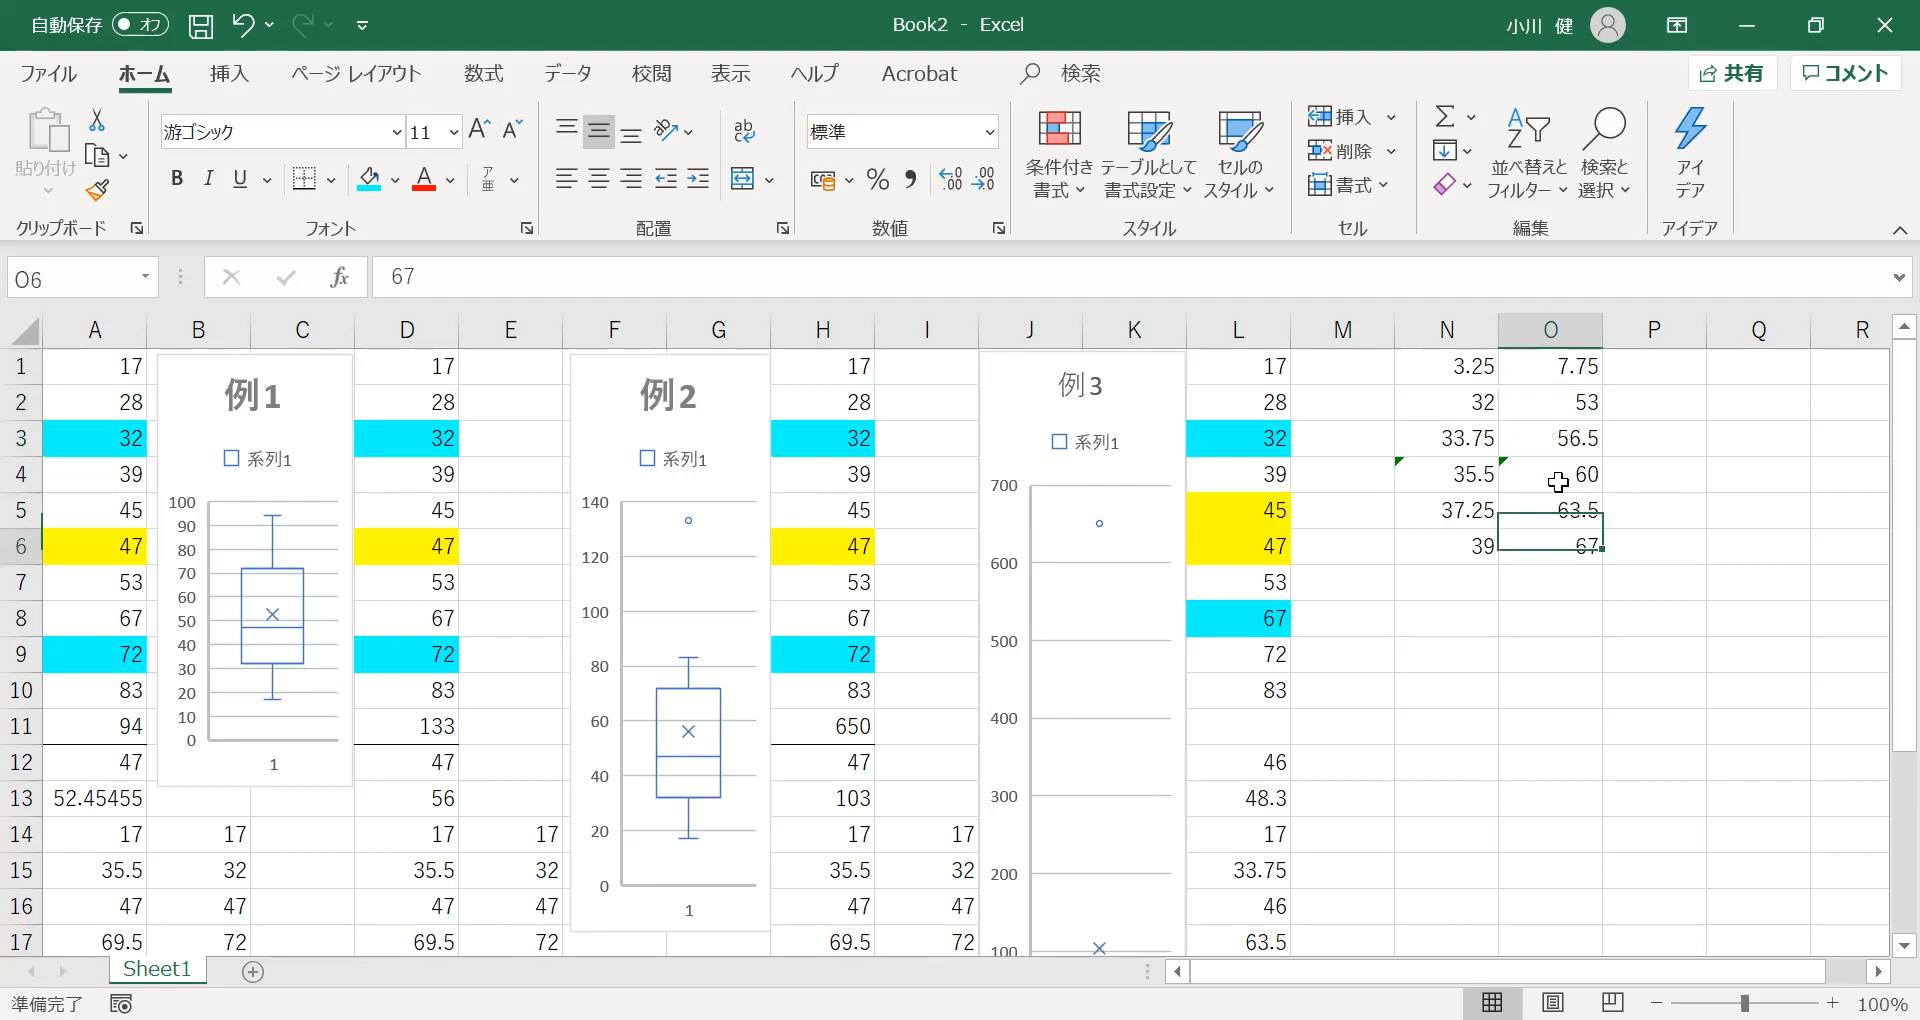 自動保存 オフ Book2 - Excel 小川 健
ファイル ホーム 挿入 ページ レイアウト 数式 データ 校閲 表示 ヘルプ Acrobat 検索 共有 コメント
貼り付け
クリップボード
游ゴシック 11
B I U
フォント
配置
標準
数値
条件付き書式
テーブルとして書式設定
セルのスタイル
スタイル
挿入
削除
書式
セル
並べ替えとフィルター
検索と選択
編集
アイデア
アイデア
O6 fx 67
A B C D E F G H I J K L M N O P Q R
1 17 17 17 17 3.25 7.75
2 28 28 28 28 32 53
3 32 32 32 32 33.75 56.5
4 39 39 39 39 35.5 60
5 45 45 45 45 37.25 63.5
6 47 47 47 47 39 67
7 53 53 53 53
8 67 67 67 67
9 72 72 72 72
10 83 83 83 83
11 94 133 650
12 47 47 47 46
13 52.45455 56 103 48.3
14 17 17 17 17 17 17 17
15 35.5 32 35.5 32 35.5 32 33.75
16 47 47 47 47 47 47 46
17 69.5 72 69.5 72 69.5 72 63.5
例1
系列1
100
90
80
70
60
50
40
30
20
10
0
1
例2
系列1
140
120
100
80
60
40
20
0
1
例3
系列1
700
600
500
400
300
200
100
Sheet1
準備完了 100%